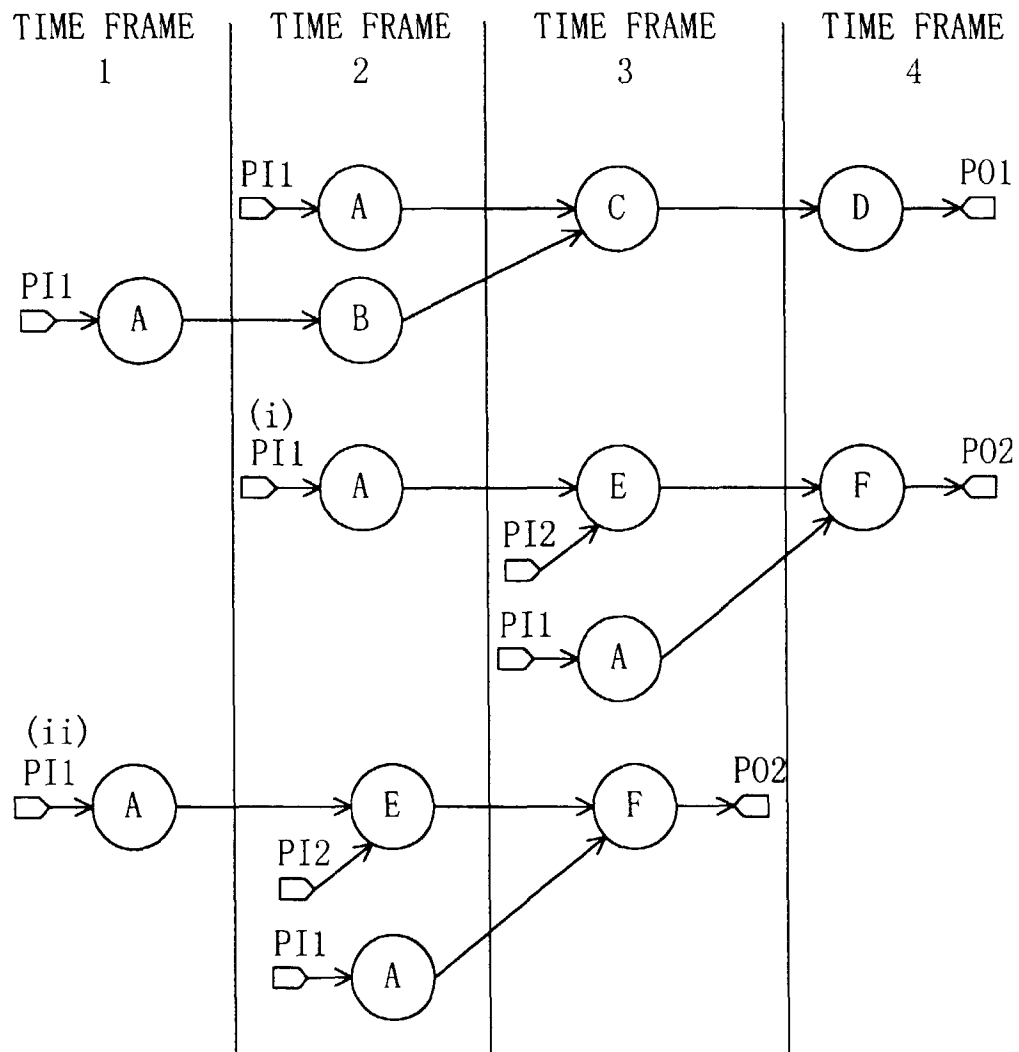 TIME FRAME TIME FRAME TIME FRAME TIME FRAME
1 2 3 4
PI1 A C D PO1
PI1 A B
(i)
PI1 A E F PO2
PI2
PI1 A
(ii)
PI1 A E F PO2
PI2
PI1 A